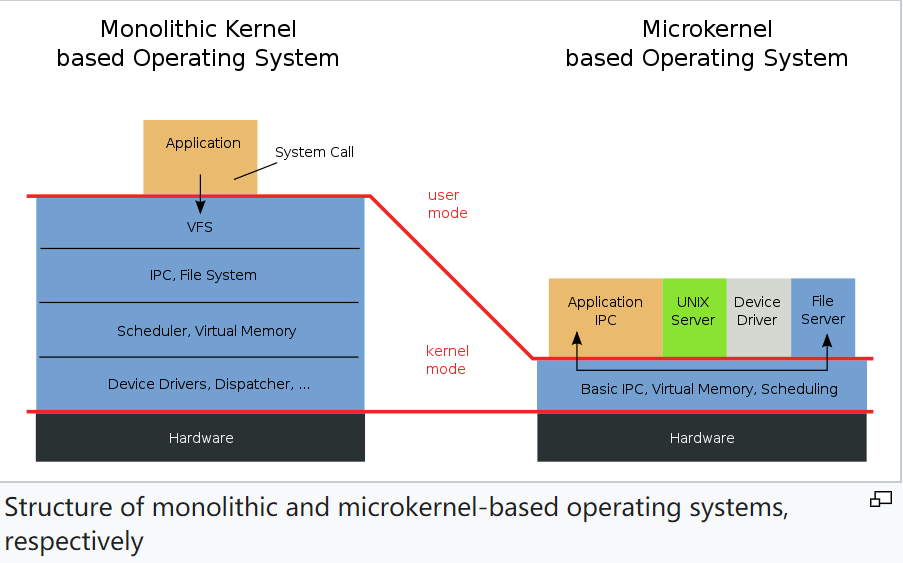 Monolithic Kernel
based Operating System
Microkernel
based Operating System
Application
System Call
VFS
IPC, File System
Scheduler, Virtual Memory
Device Drivers, Dispatcher, ...
Hardware
user
mode
kernel
mode
Application
IPC
UNIX
Server
Device
Driver
File
Server
Basic IPC, Virtual Memory, Scheduling
Hardware
Structure of monolithic and microkernel-based operating systems,
respectively